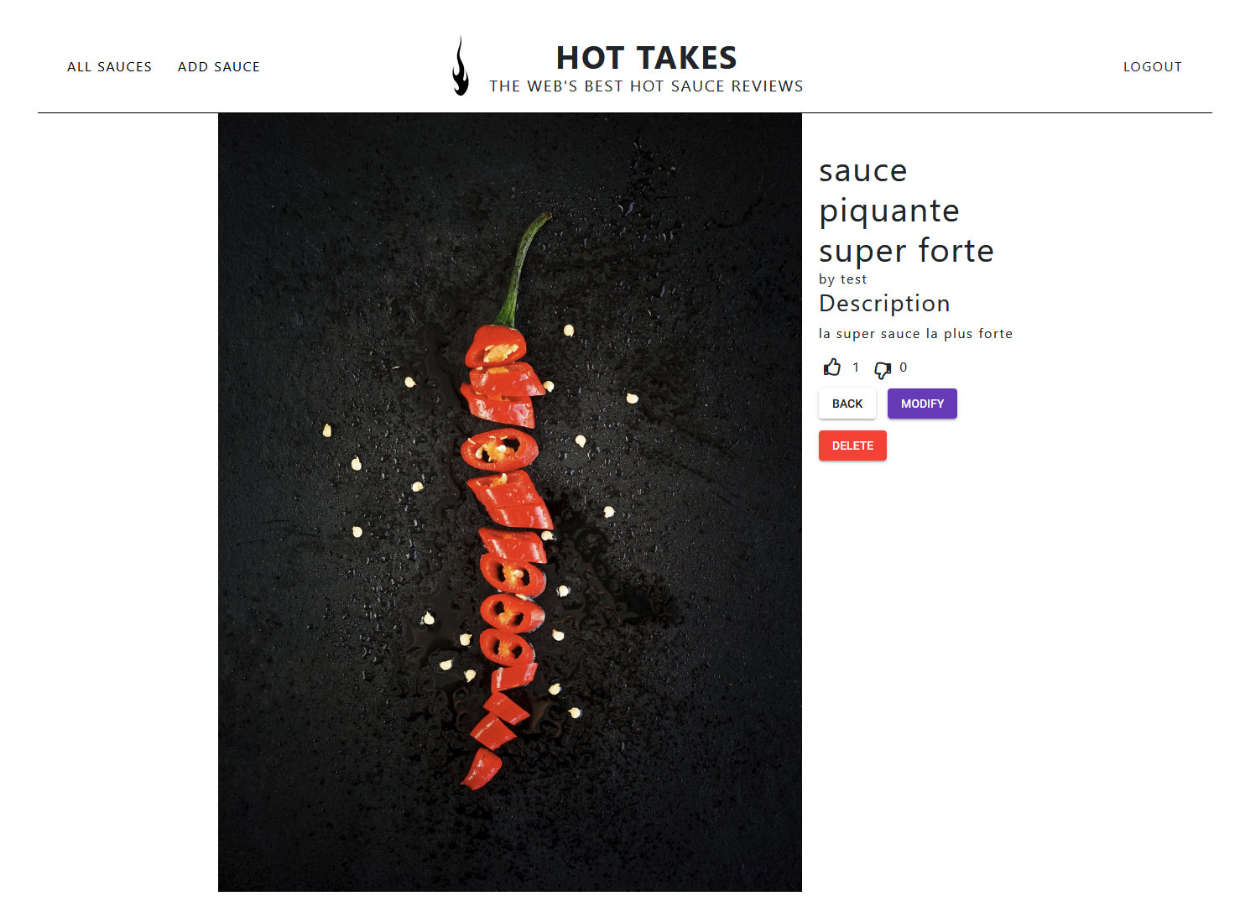 ALL SAUCES
ADD SAUCE
HOT TAKES
THE WEB'S BEST HOT SAUCE REVIEWS
LOGOUT
sauce
piquante
super forte
by test
Description
la super sauce la plus forte
1
0
BACK
MODIFY
DELETE